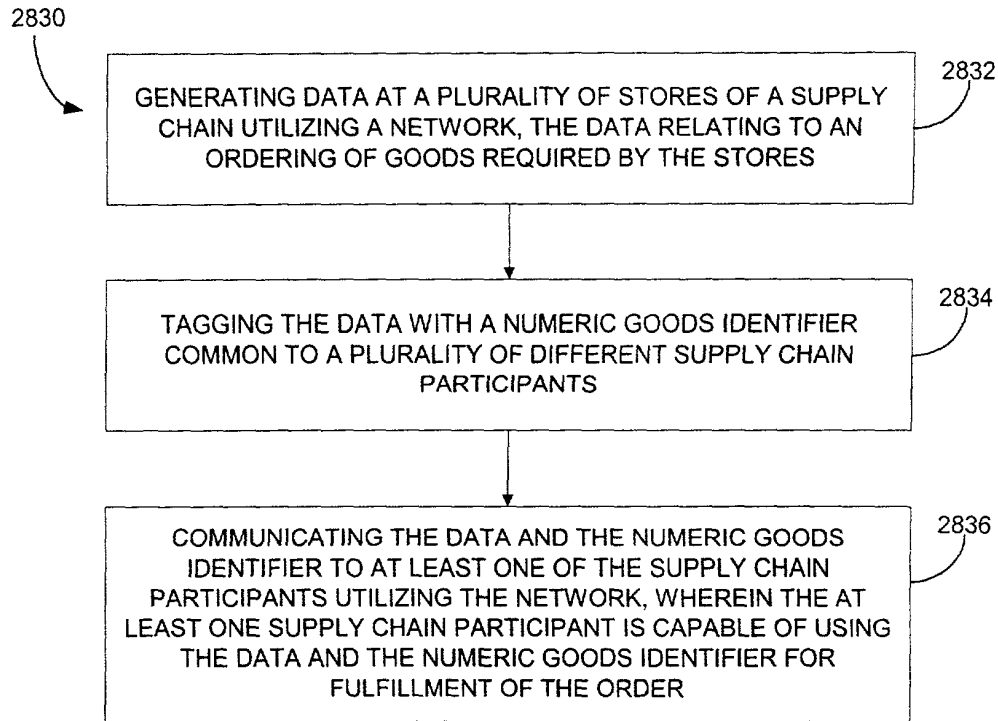 2830
2832
GENERATING DATA AT A PLURALITY OF STORES OF A SUPPLY
CHAIN UTILIZING A NETWORK, THE DATA RELATING TO AN
ORDERING OF GOODS REQUIRED BY THE STORES
2834
TAGGING THE DATA WITH A NUMERIC GOODS IDENTIFIER
COMMON TO A PLURALITY OF DIFFERENT SUPPLY CHAIN
PARTICIPANTS
2836
COMMUNICATING THE DATA AND THE NUMERIC GOODS
IDENTIFIER TO AT LEAST ONE OF THE SUPPLY CHAIN
PARTICIPANTS UTILIZING THE NETWORK, WHEREIN THE AT
LEAST ONE SUPPLY CHAIN PARTICIPANT IS CAPABLE OF USING
THE DATA AND THE NUMERIC GOODS IDENTIFIER FOR
FULFILLMENT OF THE ORDER